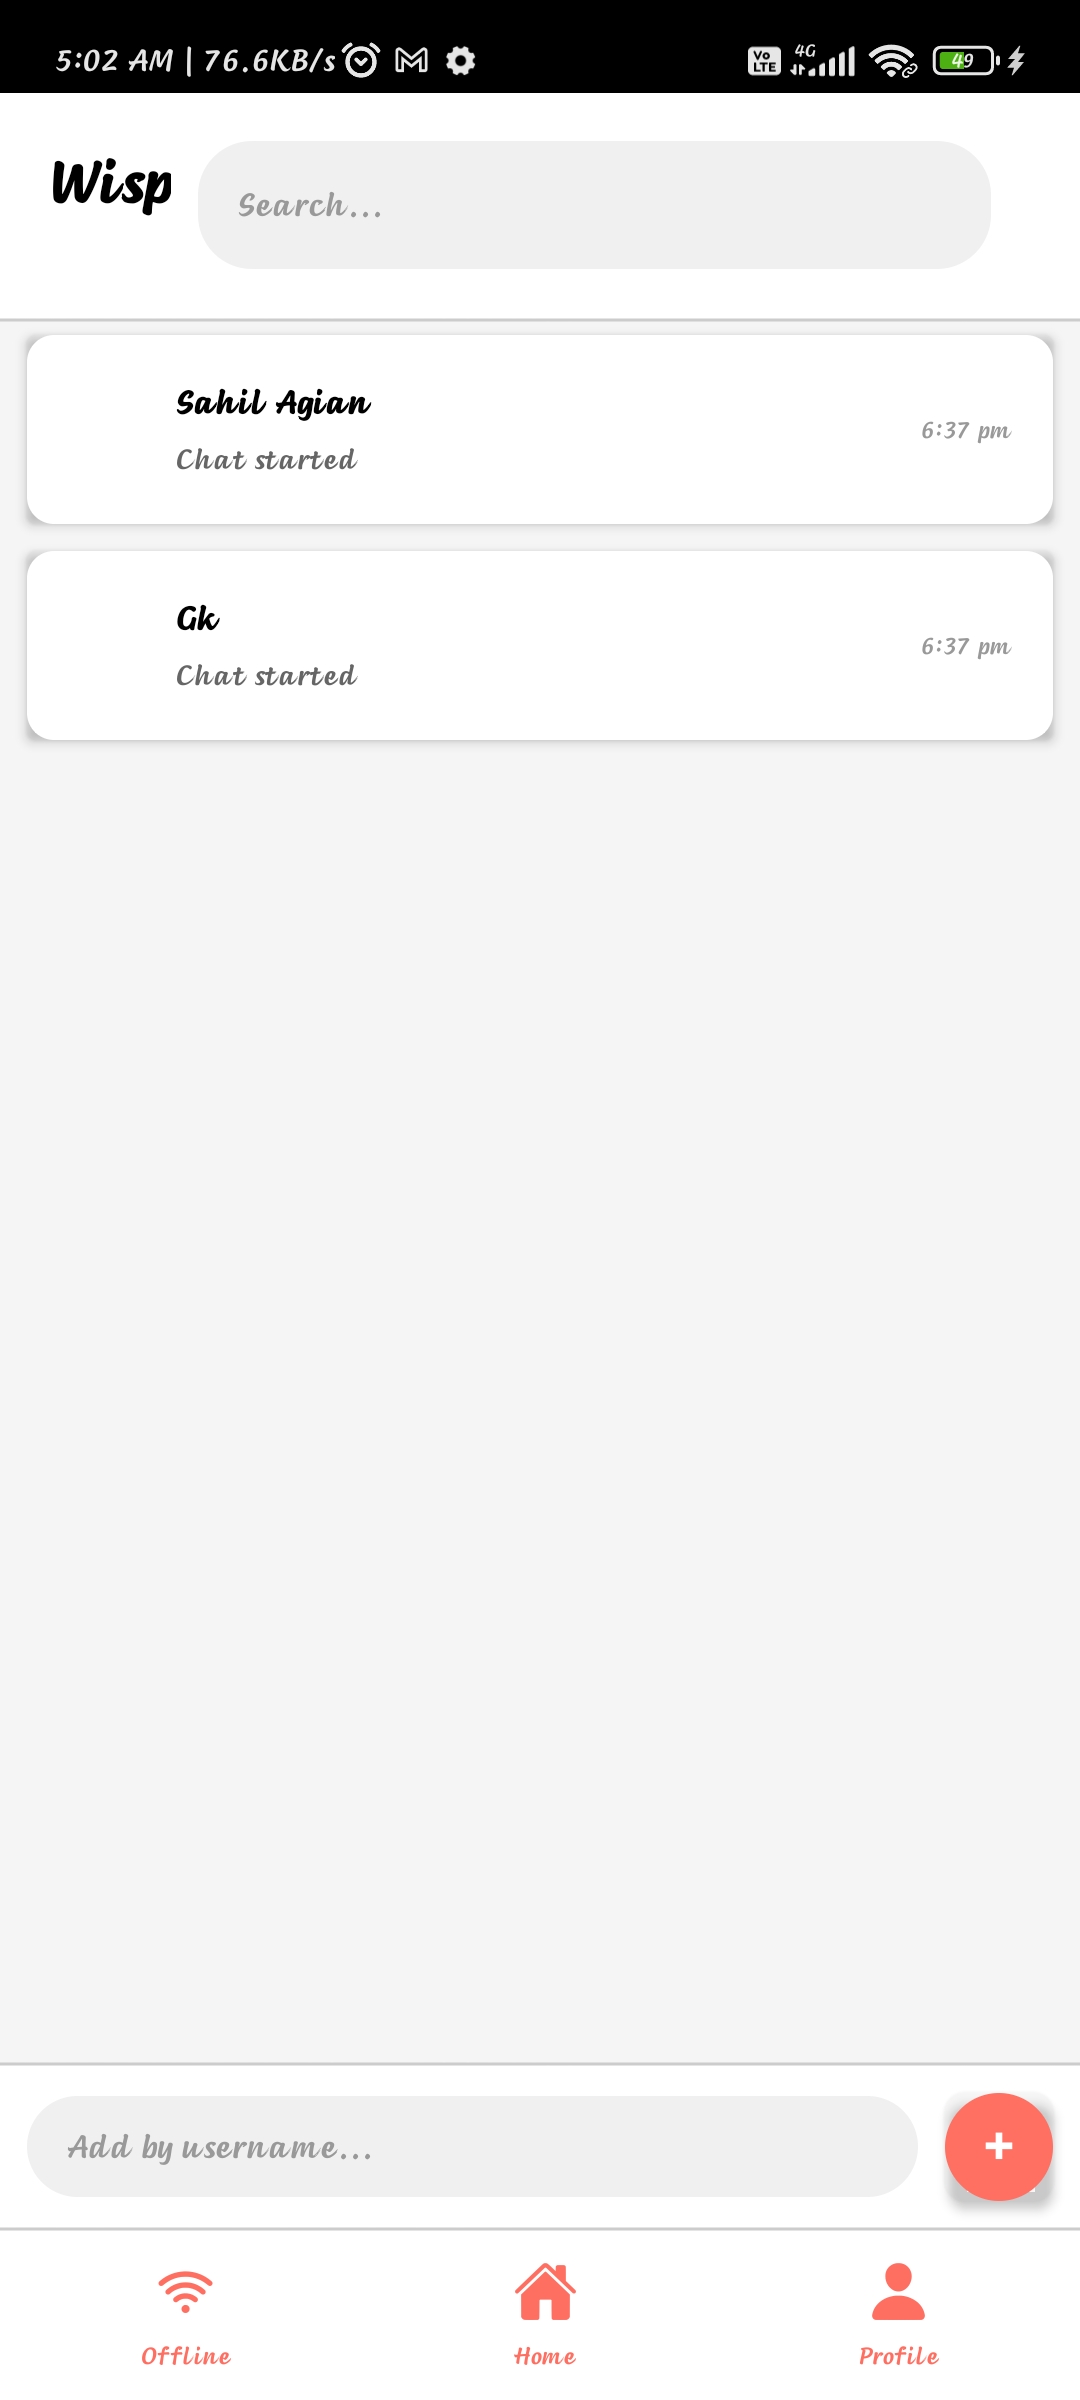 5:02 AM | 76.6KB/s
Vo LTE 4G 49
Wisp
Search...
Sahil Agian
Chat started
6:37 pm
Gk
Chat started
6:37 pm
Add by username...
+
Offline
Home
Profile